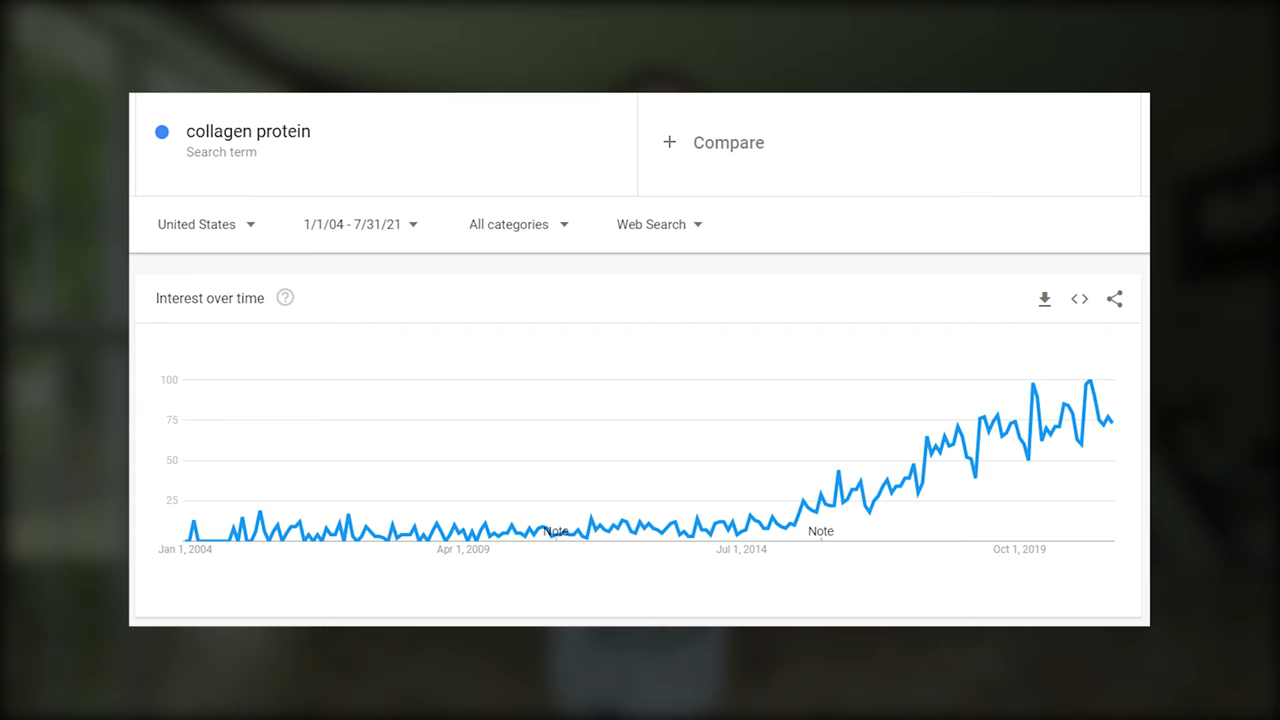 collagen protein
Search term
+ Compare
United States
1/1/04 - 7/31/21
All categories
Web Search
Interest over time
100
75
50
25
Note
Note
Jan 1, 2004
Apr 1, 2009
Jul 1, 2014
Oct 1, 2019